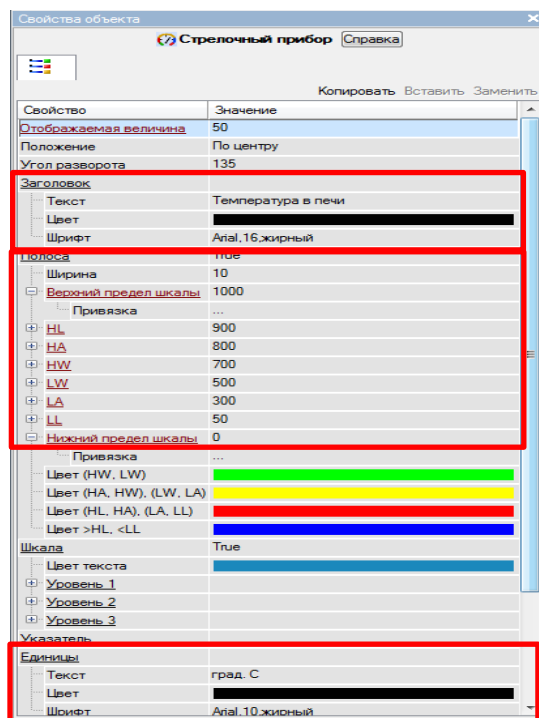 Свойства объекта
Стрелочный прибор Справка
Копировать Вставить Заменить
Свойство Значение
Отображаемая величина 50
Положение По центру
Угол разворота 135
Заголовок
Текст Температура в печи
Цвет
Шрифт Arial,16,жирный
Полоса True
Ширина 10
Верхний предел шкалы 1000
Привязка ...
HL 900
HA 800
HW 700
LW 500
LA 300
LL 50
Нижний предел шкалы 0
Привязка ...
Цвет (HW, LW)
Цвет (HA, HW), (LW, LA)
Цвет (HL, HA), (LA, LL)
Цвет >HL, <LL
Шкала True
Цвет текста
Уровень 1
Уровень 2
Уровень 3
Указатель
Единицы
Текст град. С
Цвет
Шрифт Arial,10,жирный